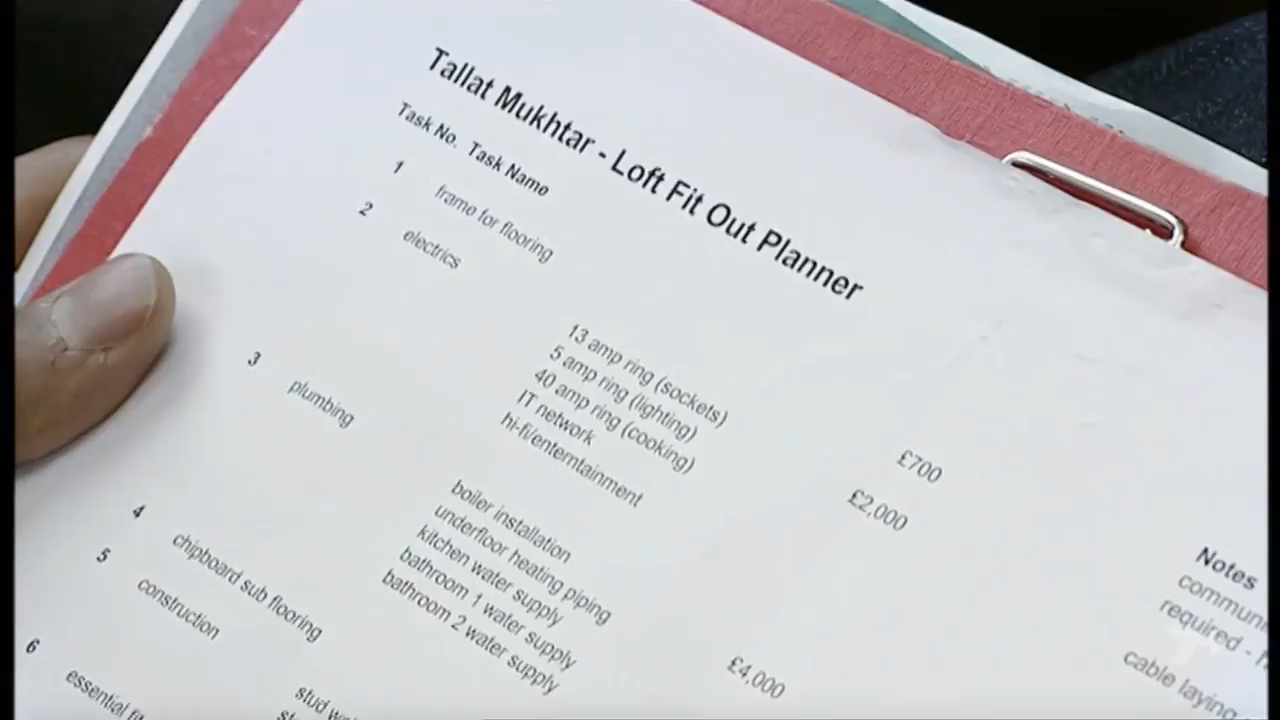 Tallat Mukhtar - Loft Fit Out Planner
Task No. Task Name
1 frame for flooring £700
2 electrics £2,000
13 amp ring (sockets)
5 amp ring (lighting)
40 amp ring (cooking)
IT network
hi-fi/enterntainment
3 plumbing £4,000
boiler installation
underfloor heating piping
kitchen water supply
bathroom 1 water supply
bathroom 2 water supply
4 chipboard sub flooring
5 construction
stud
6 essential
Notes
required -
cable laying